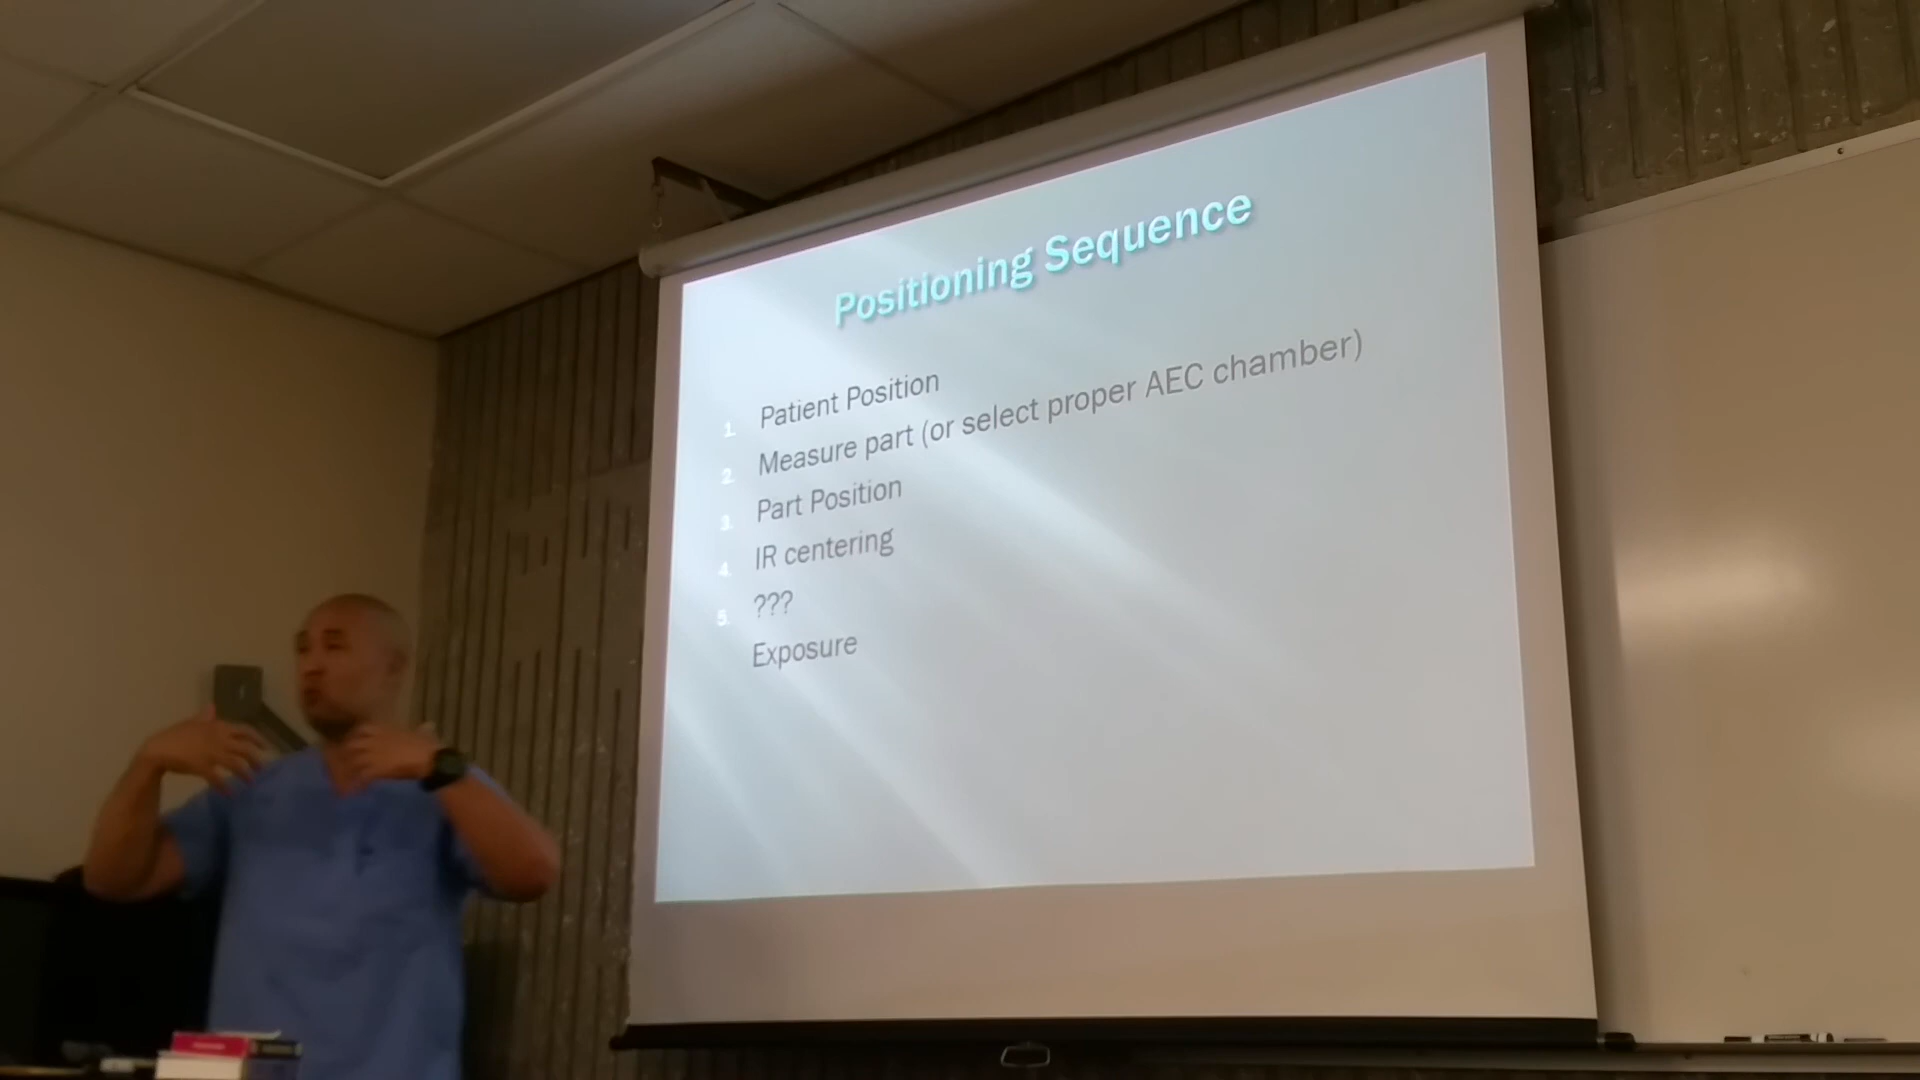 Positioning Sequence
1. Patient Position
2. Measure part (or select proper AEC chamber)
3. Part Position
4. IR centering
5. ???
Exposure